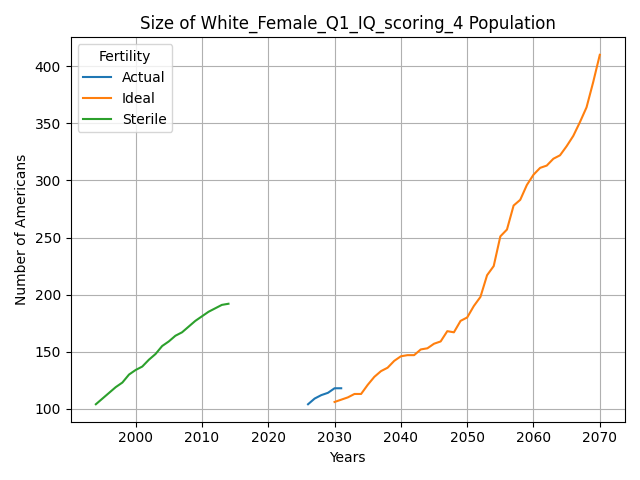 Size of White_Female_Q1_IQ_scoring_4 Population
Fertility
Actual
Ideal
Sterile
Number of Americans
400
350
300
250
200
150
100
2000 2010 2020 2030 2040 2050 2060 2070
Years